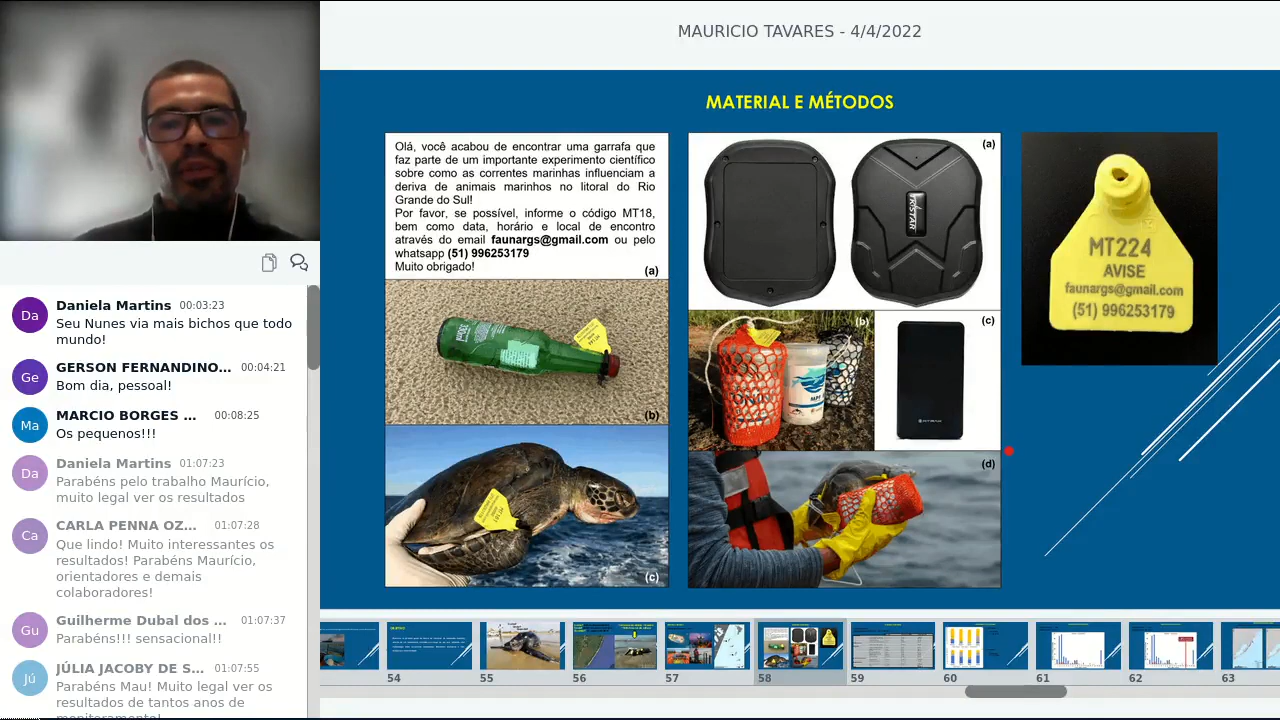 MAURICIO TAVARES - 4/4/2022
MATERIAL E MÉTODOS
Olá, você acabou de encontrar uma garrafa que
faz parte de um importante experimento científico
sobre como as correntes marinhas influenciam a
deriva de animais marinhos no litoral do Rio
Grande do Sul!
Por favor, se possível, informe o código MT18,
bem como data, horário e local de encontro
através do email faunargs@gmail.com ou pelo
whatsapp (51) 996253179
Muito obrigado!
(a)
(b)
(c)
(a)
TKSTAR
(b)
MPF
(c)
(d)
MT224
AVISE
faunargs@gmail.com
(51) 996253179
Da
Daniela Martins 00:03:23
Seu Nunes via mais bichos que todo
mundo!
Ge
GERSON FERNANDINO... 00:04:21
Bom dia, pessoal!
Ma
MARCIO BORGES ... 00:08:25
Os pequenos!!!
Da
Daniela Martins 01:07:23
Parabéns pelo trabalho Maurício,
muito legal ver os resultados
Ca
CARLA PENNA OZ... 01:07:28
Que lindo! Muito interessantes os
resultados! Parabéns Maurício,
orientadores e demais
colaboradores!
Gu
Guilherme Dubal dos ... 01:07:37
Parabéns!!! sensacional!!
Jú
JÚLIA JACOBY DE S... 01:07:55
Parabéns Mau! Muito legal ver os
resultados de tantos anos de
monitoramento!
54
55
56
57
58
59
60
61
62
63